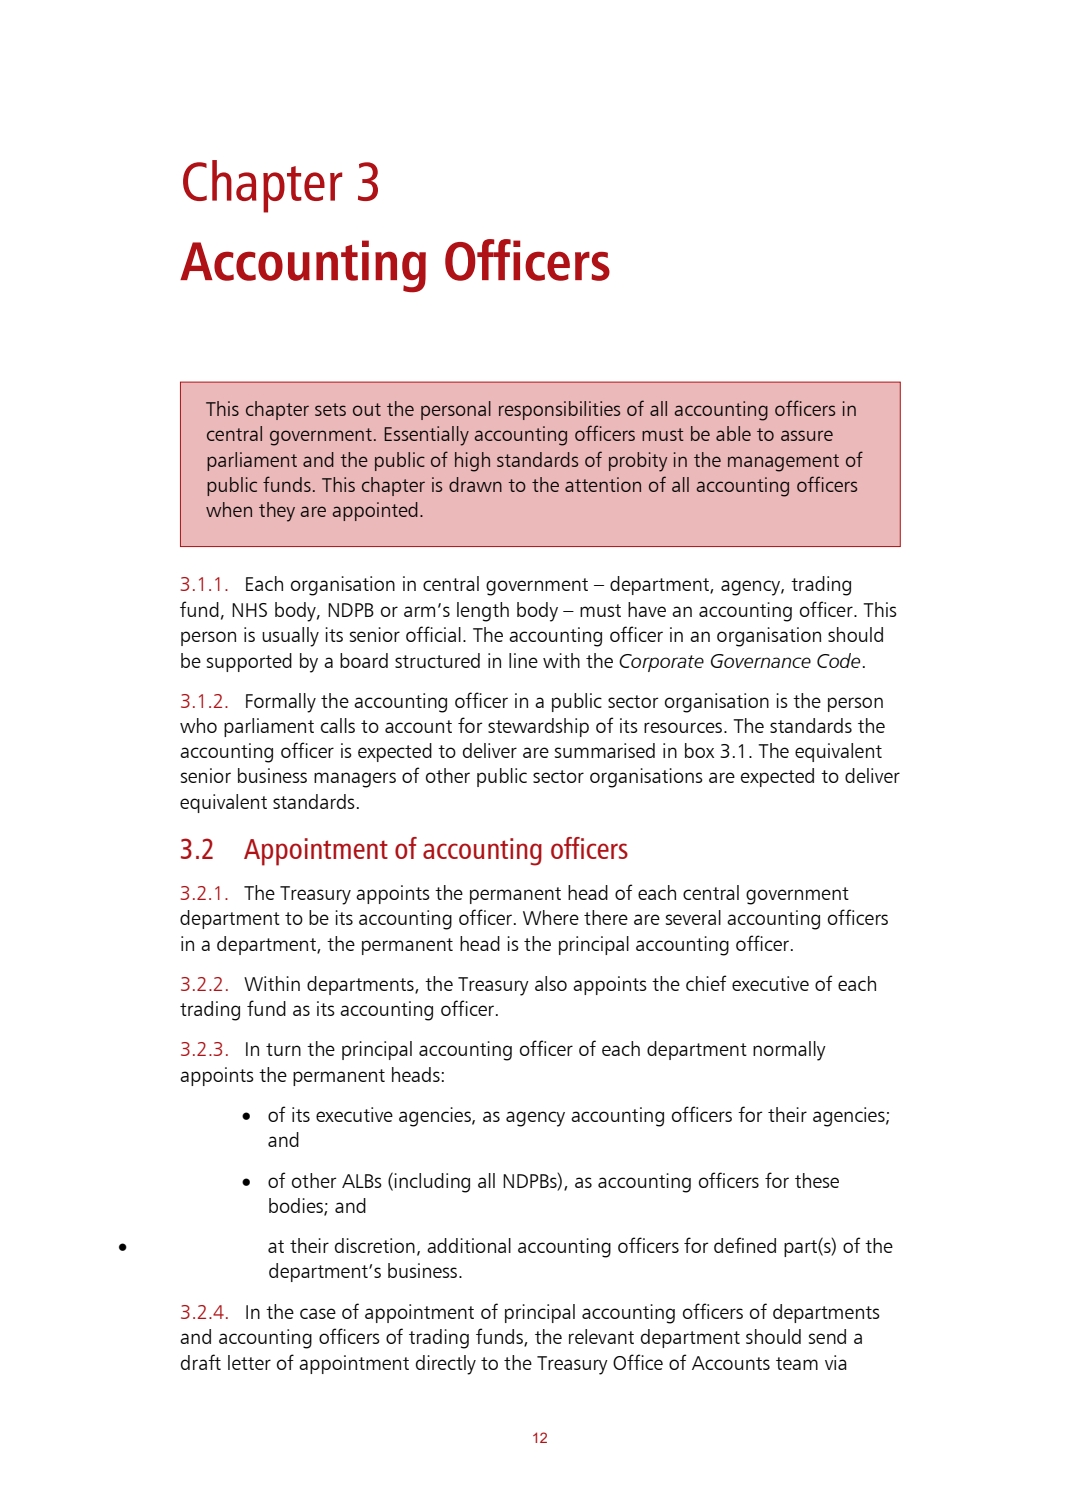 Chapter 3
Accounting Officers
This chapter sets out the personal responsibilities of all accounting officers in
central government. Essentially accounting officers must be able to assure
parliament and the public of high standards of probity in the management of
public funds. This chapter is drawn to the attention of all accounting officers
when they are appointed.
3.1.1. Each organisation in central government – department, agency, trading
fund, NHS body, NDPB or arm’s length body – must have an accounting officer. This
person is usually its senior official. The accounting officer in an organisation should
be supported by a board structured in line with the Corporate Governance Code.
3.1.2. Formally the accounting officer in a public sector organisation is the person
who parliament calls to account for stewardship of its resources. The standards the
accounting officer is expected to deliver are summarised in box 3.1. The equivalent
senior business managers of other public sector organisations are expected to deliver
equivalent standards.
3.2 Appointment of accounting officers
3.2.1. The Treasury appoints the permanent head of each central government
department to be its accounting officer. Where there are several accounting officers
in a department, the permanent head is the principal accounting officer.
3.2.2. Within departments, the Treasury also appoints the chief executive of each
trading fund as its accounting officer.
3.2.3. In turn the principal accounting officer of each department normally
appoints the permanent heads:
• of its executive agencies, as agency accounting officers for their agencies;
and
• of other ALBs (including all NDPBs), as accounting officers for these
bodies; and
• at their discretion, additional accounting officers for defined part(s) of the
department’s business.
3.2.4. In the case of appointment of principal accounting officers of departments
and accounting officers of trading funds, the relevant department should send a
draft letter of appointment directly to the Treasury Office of Accounts team via
12